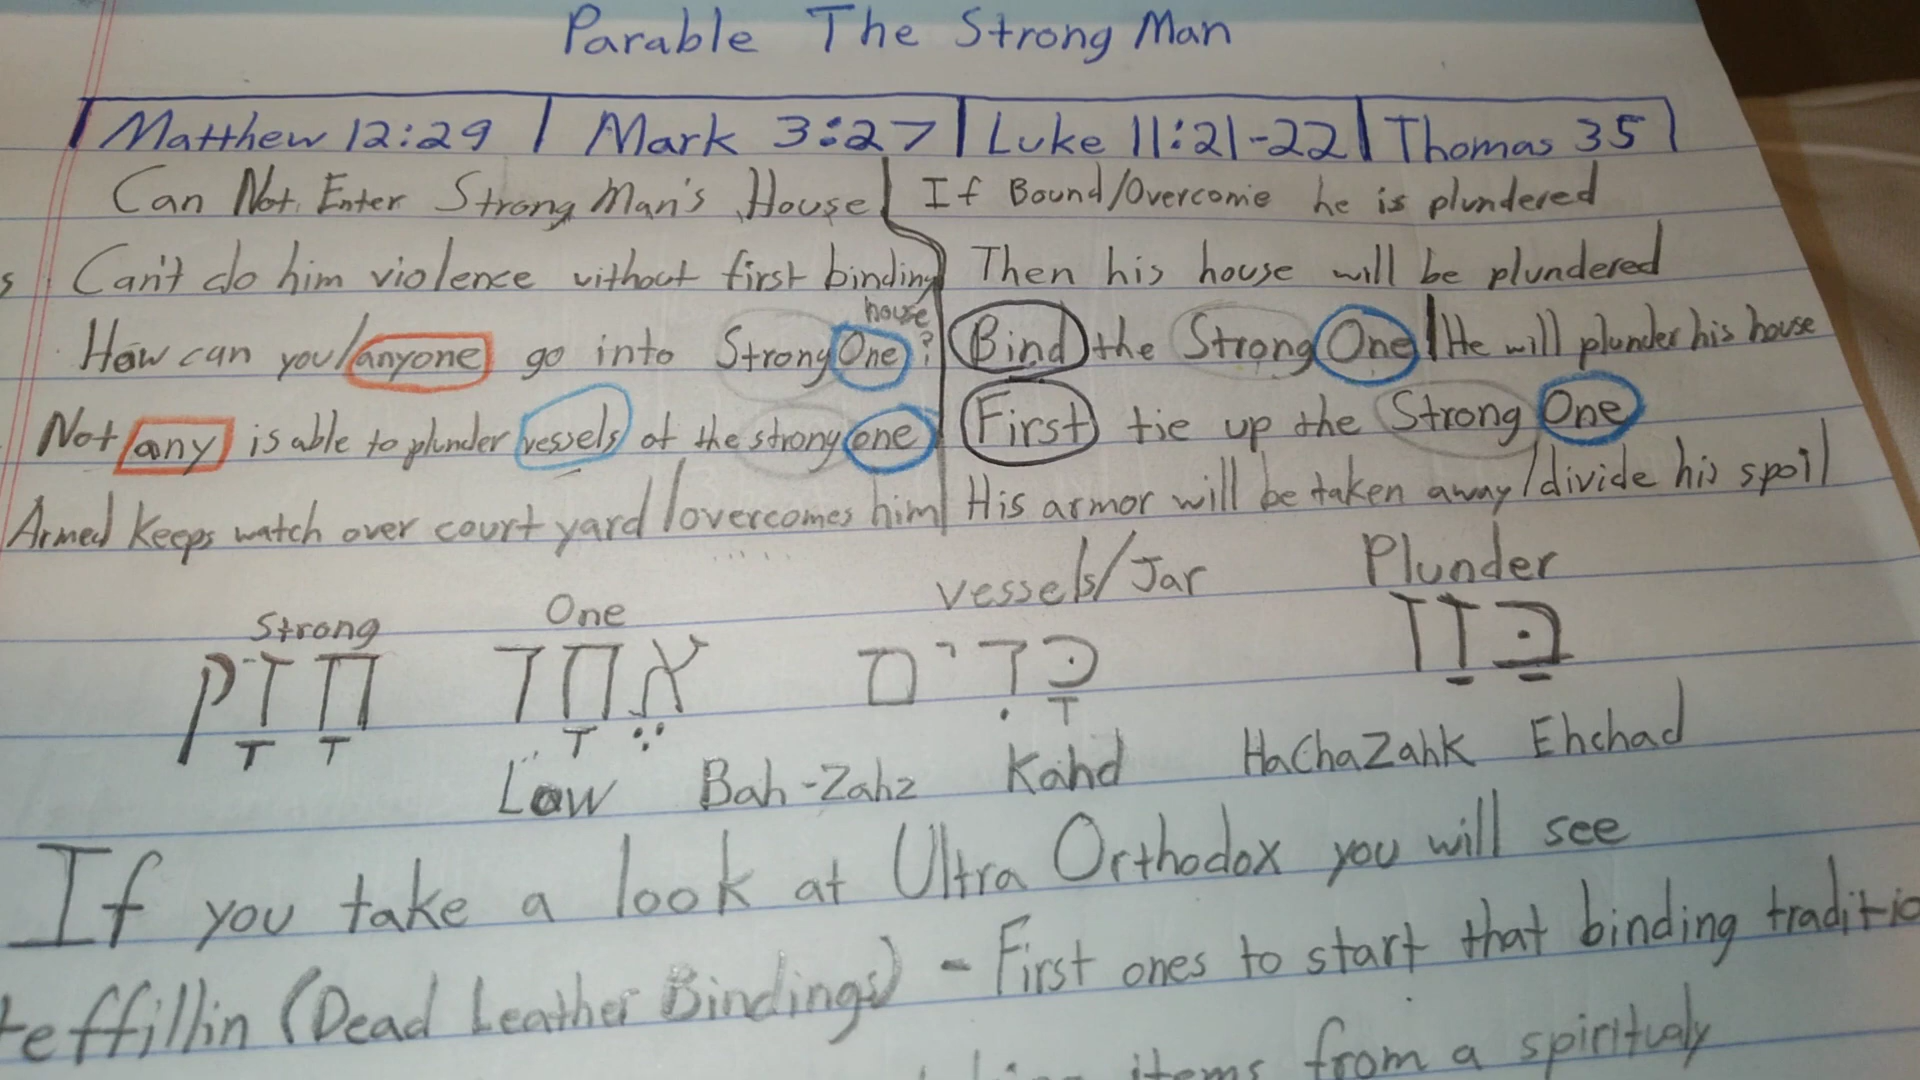 Parable The Strong Man
Matthew 12:29 | Mark 3:27 | Luke 11:21-22 | Thomas 35
Can Not Enter Strong Man's House | If Bound/Overcome he is plundered
s Can't do him violence without first binding | Then his house will be plundered
house
How can you/anyone go into Strong One? | Bind the Strong One | He will plunder his house
Not any is able to plunder vessels of the strong one | First tie up the Strong One
Armed keeps watch over court yard / overcomes him | His armor will be taken away/divide his spoil
Strong One vessels/Jar Plunder
חָזָק אֶחָד כַּדִים בַּזַז
Law Bah-Zahz Kahd HaChaZahk Ehchad
If you take a look at Ultra Orthodox you will see
teffillin (Dead Leather Bindings) - First ones to start that binding traditio
items from a spiritualy